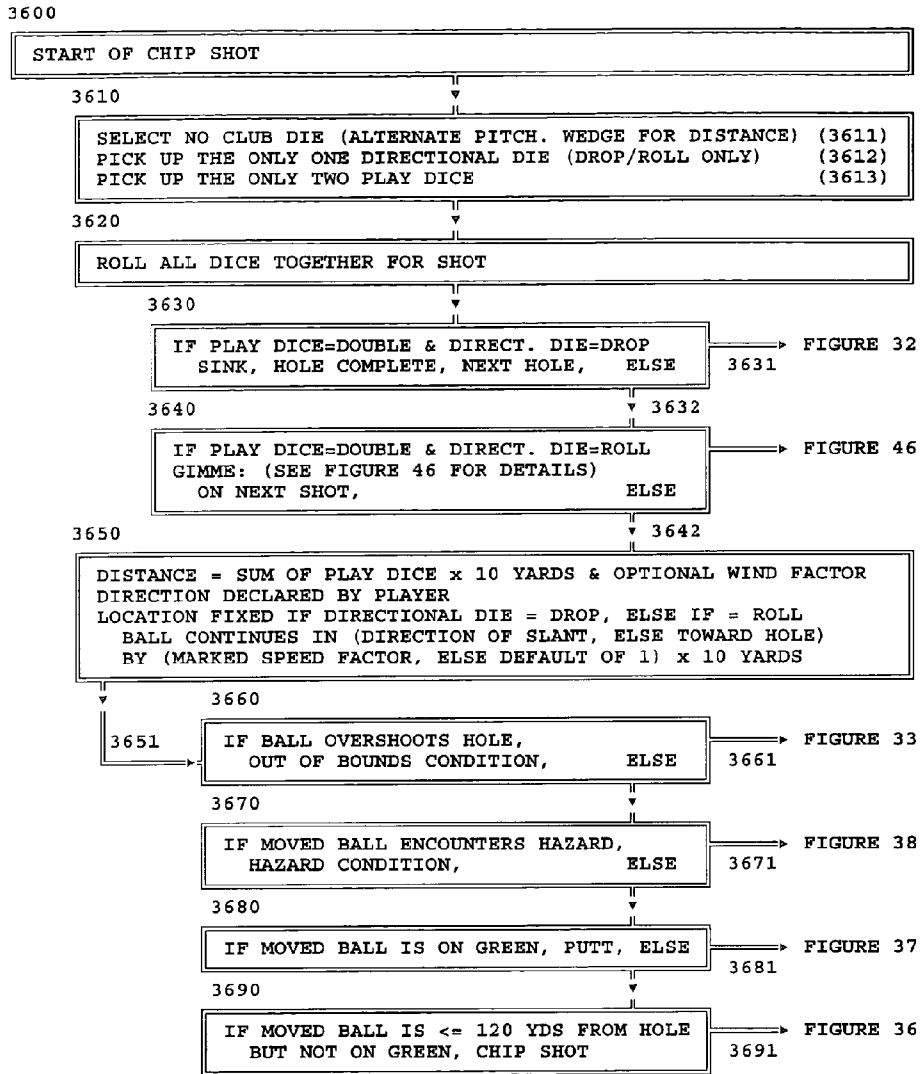 3600
START OF CHIP SHOT
3610
SELECT NO CLUB DIE (ALTERNATE PITCH. WEDGE FOR DISTANCE) (3611)
PICK UP THE ONLY ONE DIRECTIONAL DIE (DROP/ROLL ONLY) (3612)
PICK UP THE ONLY TWO PLAY DICE (3613)
3620
ROLL ALL DICE TOGETHER FOR SHOT
3630
IF PLAY DICE=DOUBLE & DIRECT. DIE=DROP
SINK, HOLE COMPLETE, NEXT HOLE, ELSE
FIGURE 32
3631
3632
3640
IF PLAY DICE=DOUBLE & DIRECT. DIE=ROLL
GIMME: (SEE FIGURE 46 FOR DETAILS)
ON NEXT SHOT, ELSE
FIGURE 46
3642
3650
DISTANCE = SUM OF PLAY DICE x 10 YARDS & OPTIONAL WIND FACTOR
DIRECTION DECLARED BY PLAYER
LOCATION FIXED IF DIRECTIONAL DIE = DROP, ELSE IF = ROLL
BALL CONTINUES IN (DIRECTION OF SLANT, ELSE TOWARD HOLE)
BY (MARKED SPEED FACTOR, ELSE DEFAULT OF 1) x 10 YARDS
3651
3660
IF BALL OVERSHOOTS HOLE,
OUT OF BOUNDS CONDITION, ELSE
FIGURE 33
3661
3670
IF MOVED BALL ENCOUNTERS HAZARD,
HAZARD CONDITION, ELSE
FIGURE 38
3671
3680
IF MOVED BALL IS ON GREEN, PUTT, ELSE
FIGURE 37
3681
3690
IF MOVED BALL IS <= 120 YDS FROM HOLE
BUT NOT ON GREEN, CHIP SHOT
FIGURE 36
3691